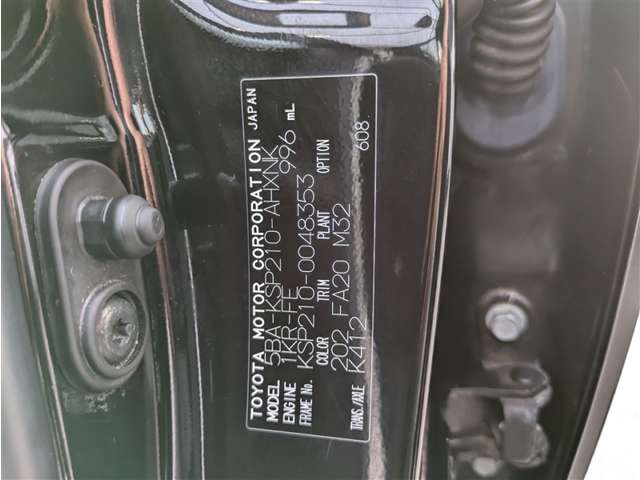 TOYOTA MOTOR CORPORATION JAPAN
MODEL 5BA-KSP210-AHXNK
ENGINE 1KR-FE 996 mL
FRAME No. KSP210-0048353
COLOR TRIM PLANT OPTION
202 FA20 M32 608
TRANS./AXLE K412